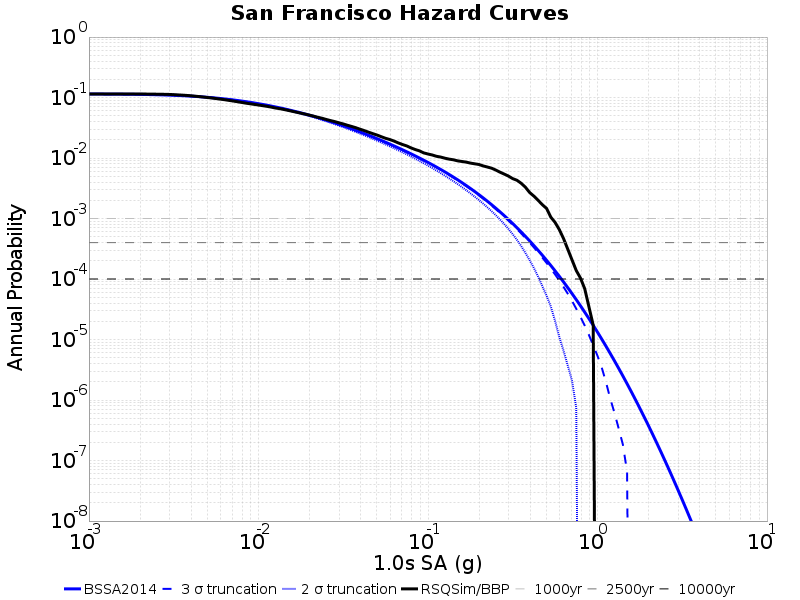 San Francisco Hazard Curves
10^0
10^-1
10^-2
10^-3
10^-4
10^-5
10^-6
10^-7
10^-8
Annual Probability
10^-3 10^-2 10^-1 10^0 10^1
1.0s SA (g)
BSSA2014 3 σ truncation 2 σ truncation RSQSim/BBP 1000yr 2500yr 10000yr